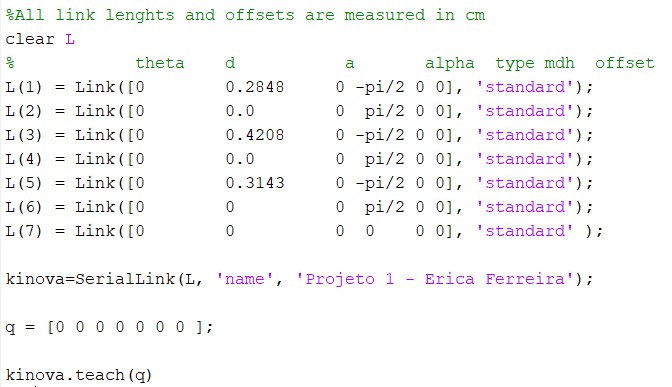 %All link lenghts and offsets are measured in cm
clear L
% theta d a alpha type mdh offset
L(1) = Link([0 0.2848 0 -pi/2 0 0], 'standard');
L(2) = Link([0 0.0 0 pi/2 0 0], 'standard');
L(3) = Link([0 0.4208 0 -pi/2 0 0], 'standard');
L(4) = Link([0 0.0 0 pi/2 0 0], 'standard');
L(5) = Link([0 0.3143 0 -pi/2 0 0], 'standard');
L(6) = Link([0 0 0 pi/2 0 0], 'standard');
L(7) = Link([0 0 0 0 0 0], 'standard' );
kinova=SerialLink(L, 'name', 'Projeto 1 - Erica Ferreira');
q = [0 0 0 0 0 0 0 ];
kinova.teach(q)